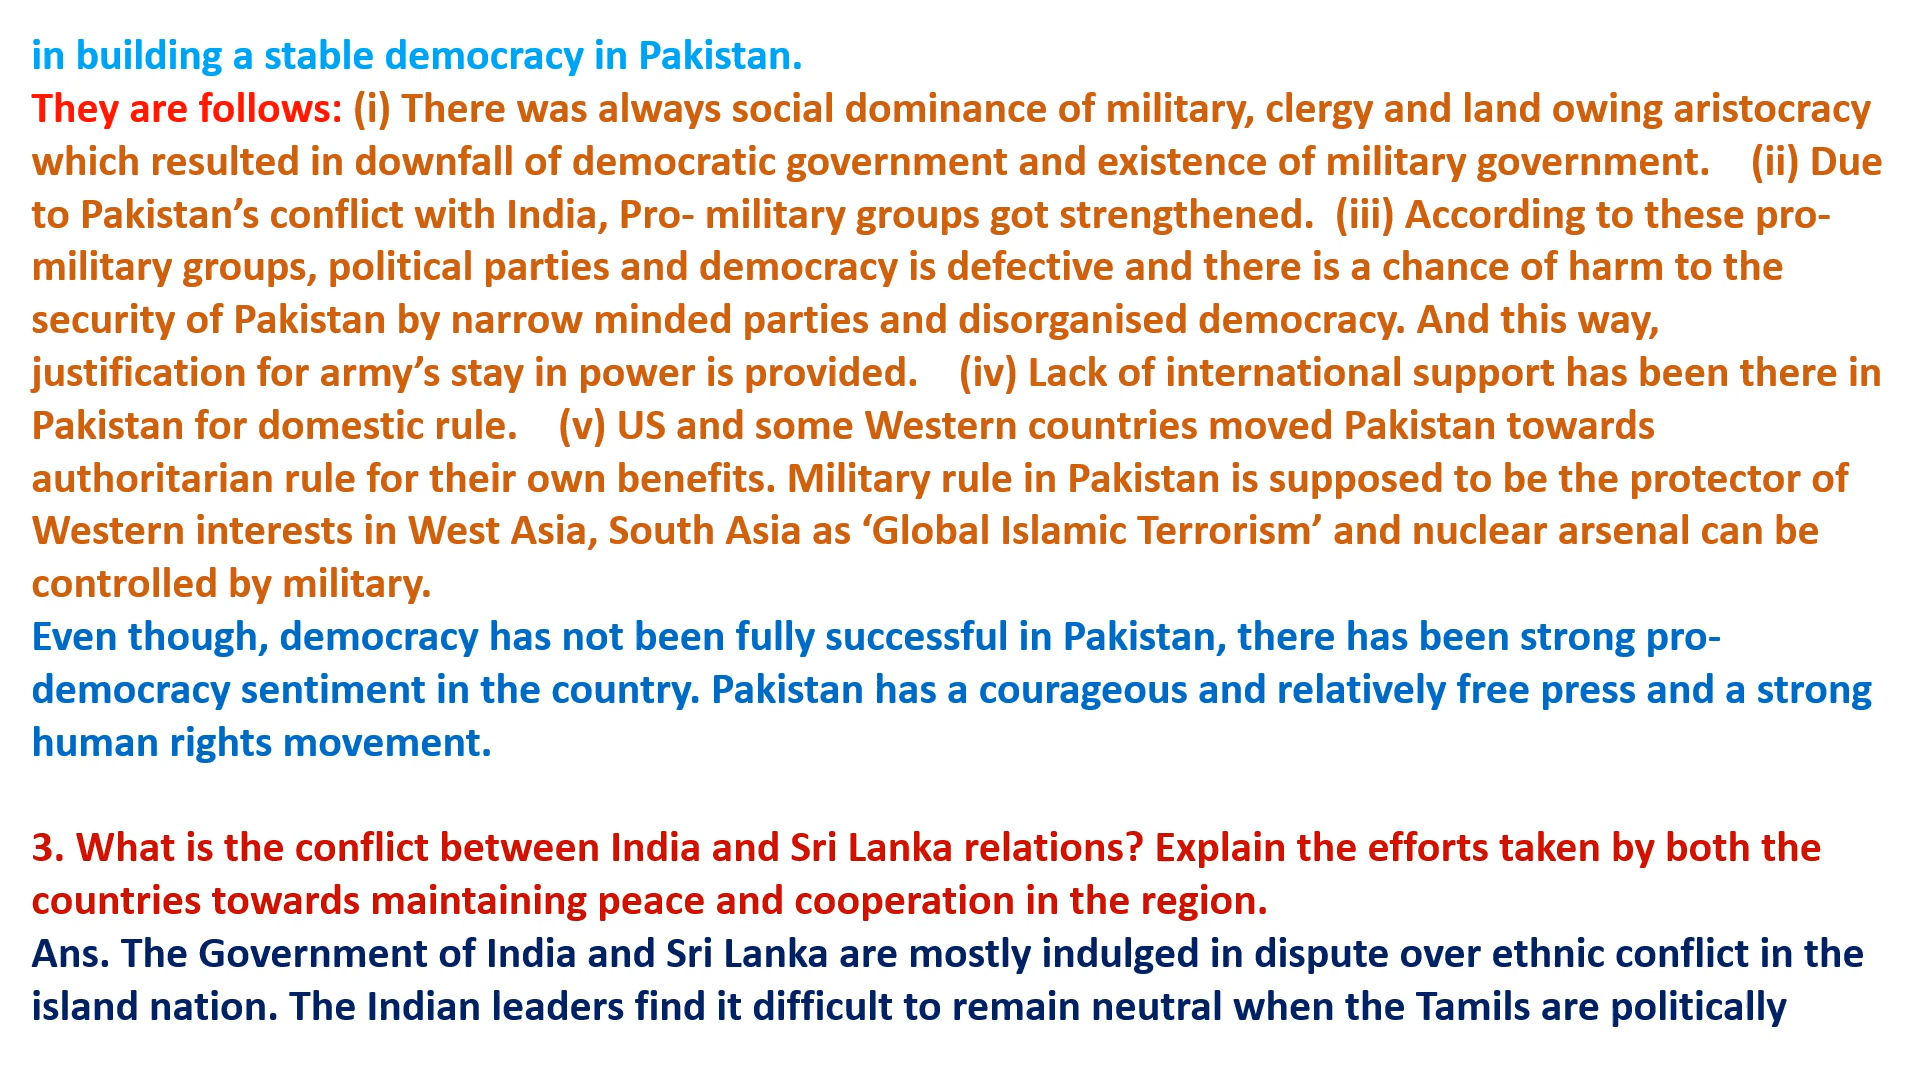 in building a stable democracy in Pakistan.
They are follows: (i) There was always social dominance of military, clergy and land owing aristocracy
which resulted in downfall of democratic government and existence of military government. (ii) Due
to Pakistan’s conflict with India, Pro- military groups got strengthened. (iii) According to these pro-
military groups, political parties and democracy is defective and there is a chance of harm to the
security of Pakistan by narrow minded parties and disorganised democracy. And this way,
justification for army’s stay in power is provided. (iv) Lack of international support has been there in
Pakistan for domestic rule. (v) US and some Western countries moved Pakistan towards
authoritarian rule for their own benefits. Military rule in Pakistan is supposed to be the protector of
Western interests in West Asia, South Asia as ‘Global Islamic Terrorism’ and nuclear arsenal can be
controlled by military.
Even though, democracy has not been fully successful in Pakistan, there has been strong pro-
democracy sentiment in the country. Pakistan has a courageous and relatively free press and a strong
human rights movement.
3. What is the conflict between India and Sri Lanka relations? Explain the efforts taken by both the
countries towards maintaining peace and cooperation in the region.
Ans. The Government of India and Sri Lanka are mostly indulged in dispute over ethnic conflict in the
island nation. The Indian leaders find it difficult to remain neutral when the Tamils are politically